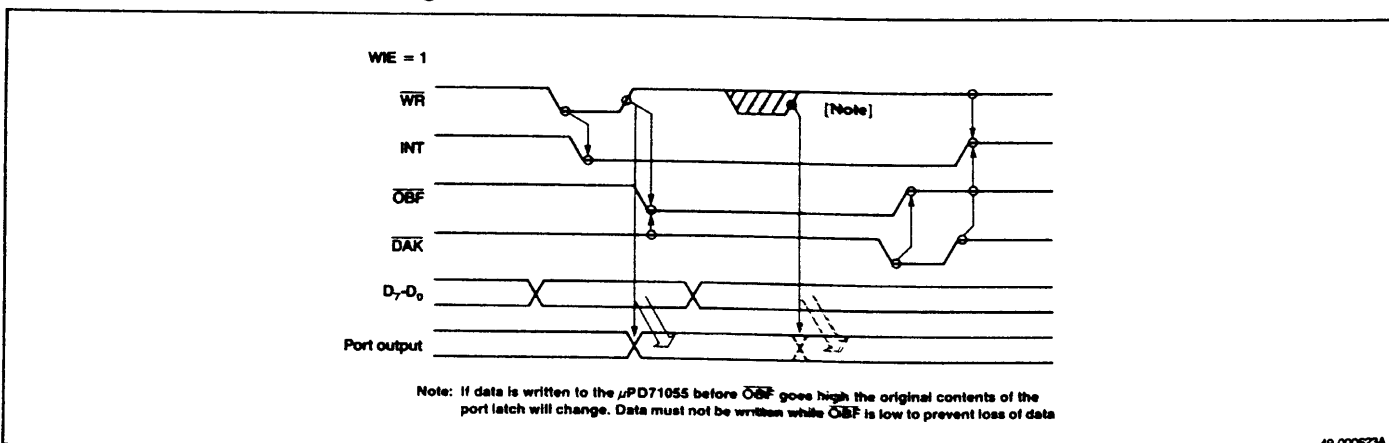 WIE = 1
WR
[Note]
INT
OBF
DAK
D7-D0
Port output
Note: If data is written to the μPD71055 before OBF goes high the original contents of the
port latch will change. Data must not be written while OBF is low to prevent loss of data
49-000623A